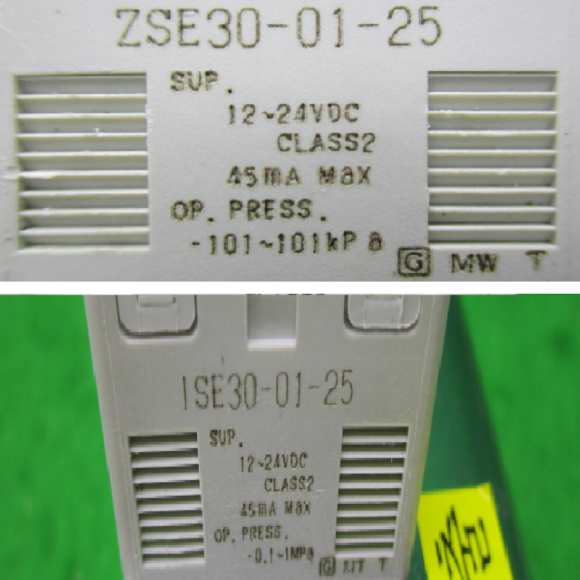 ZSE30-01-25
SUP.
12~24VDC
CLASS2
45mA Max
OP. PRESS.
-101~101kPa
G MW T
ISE30-01-25
SUP.
12~24VDC
CLASS2
45mA Max
OP. PRESS.
-0.1~1MPa
G T